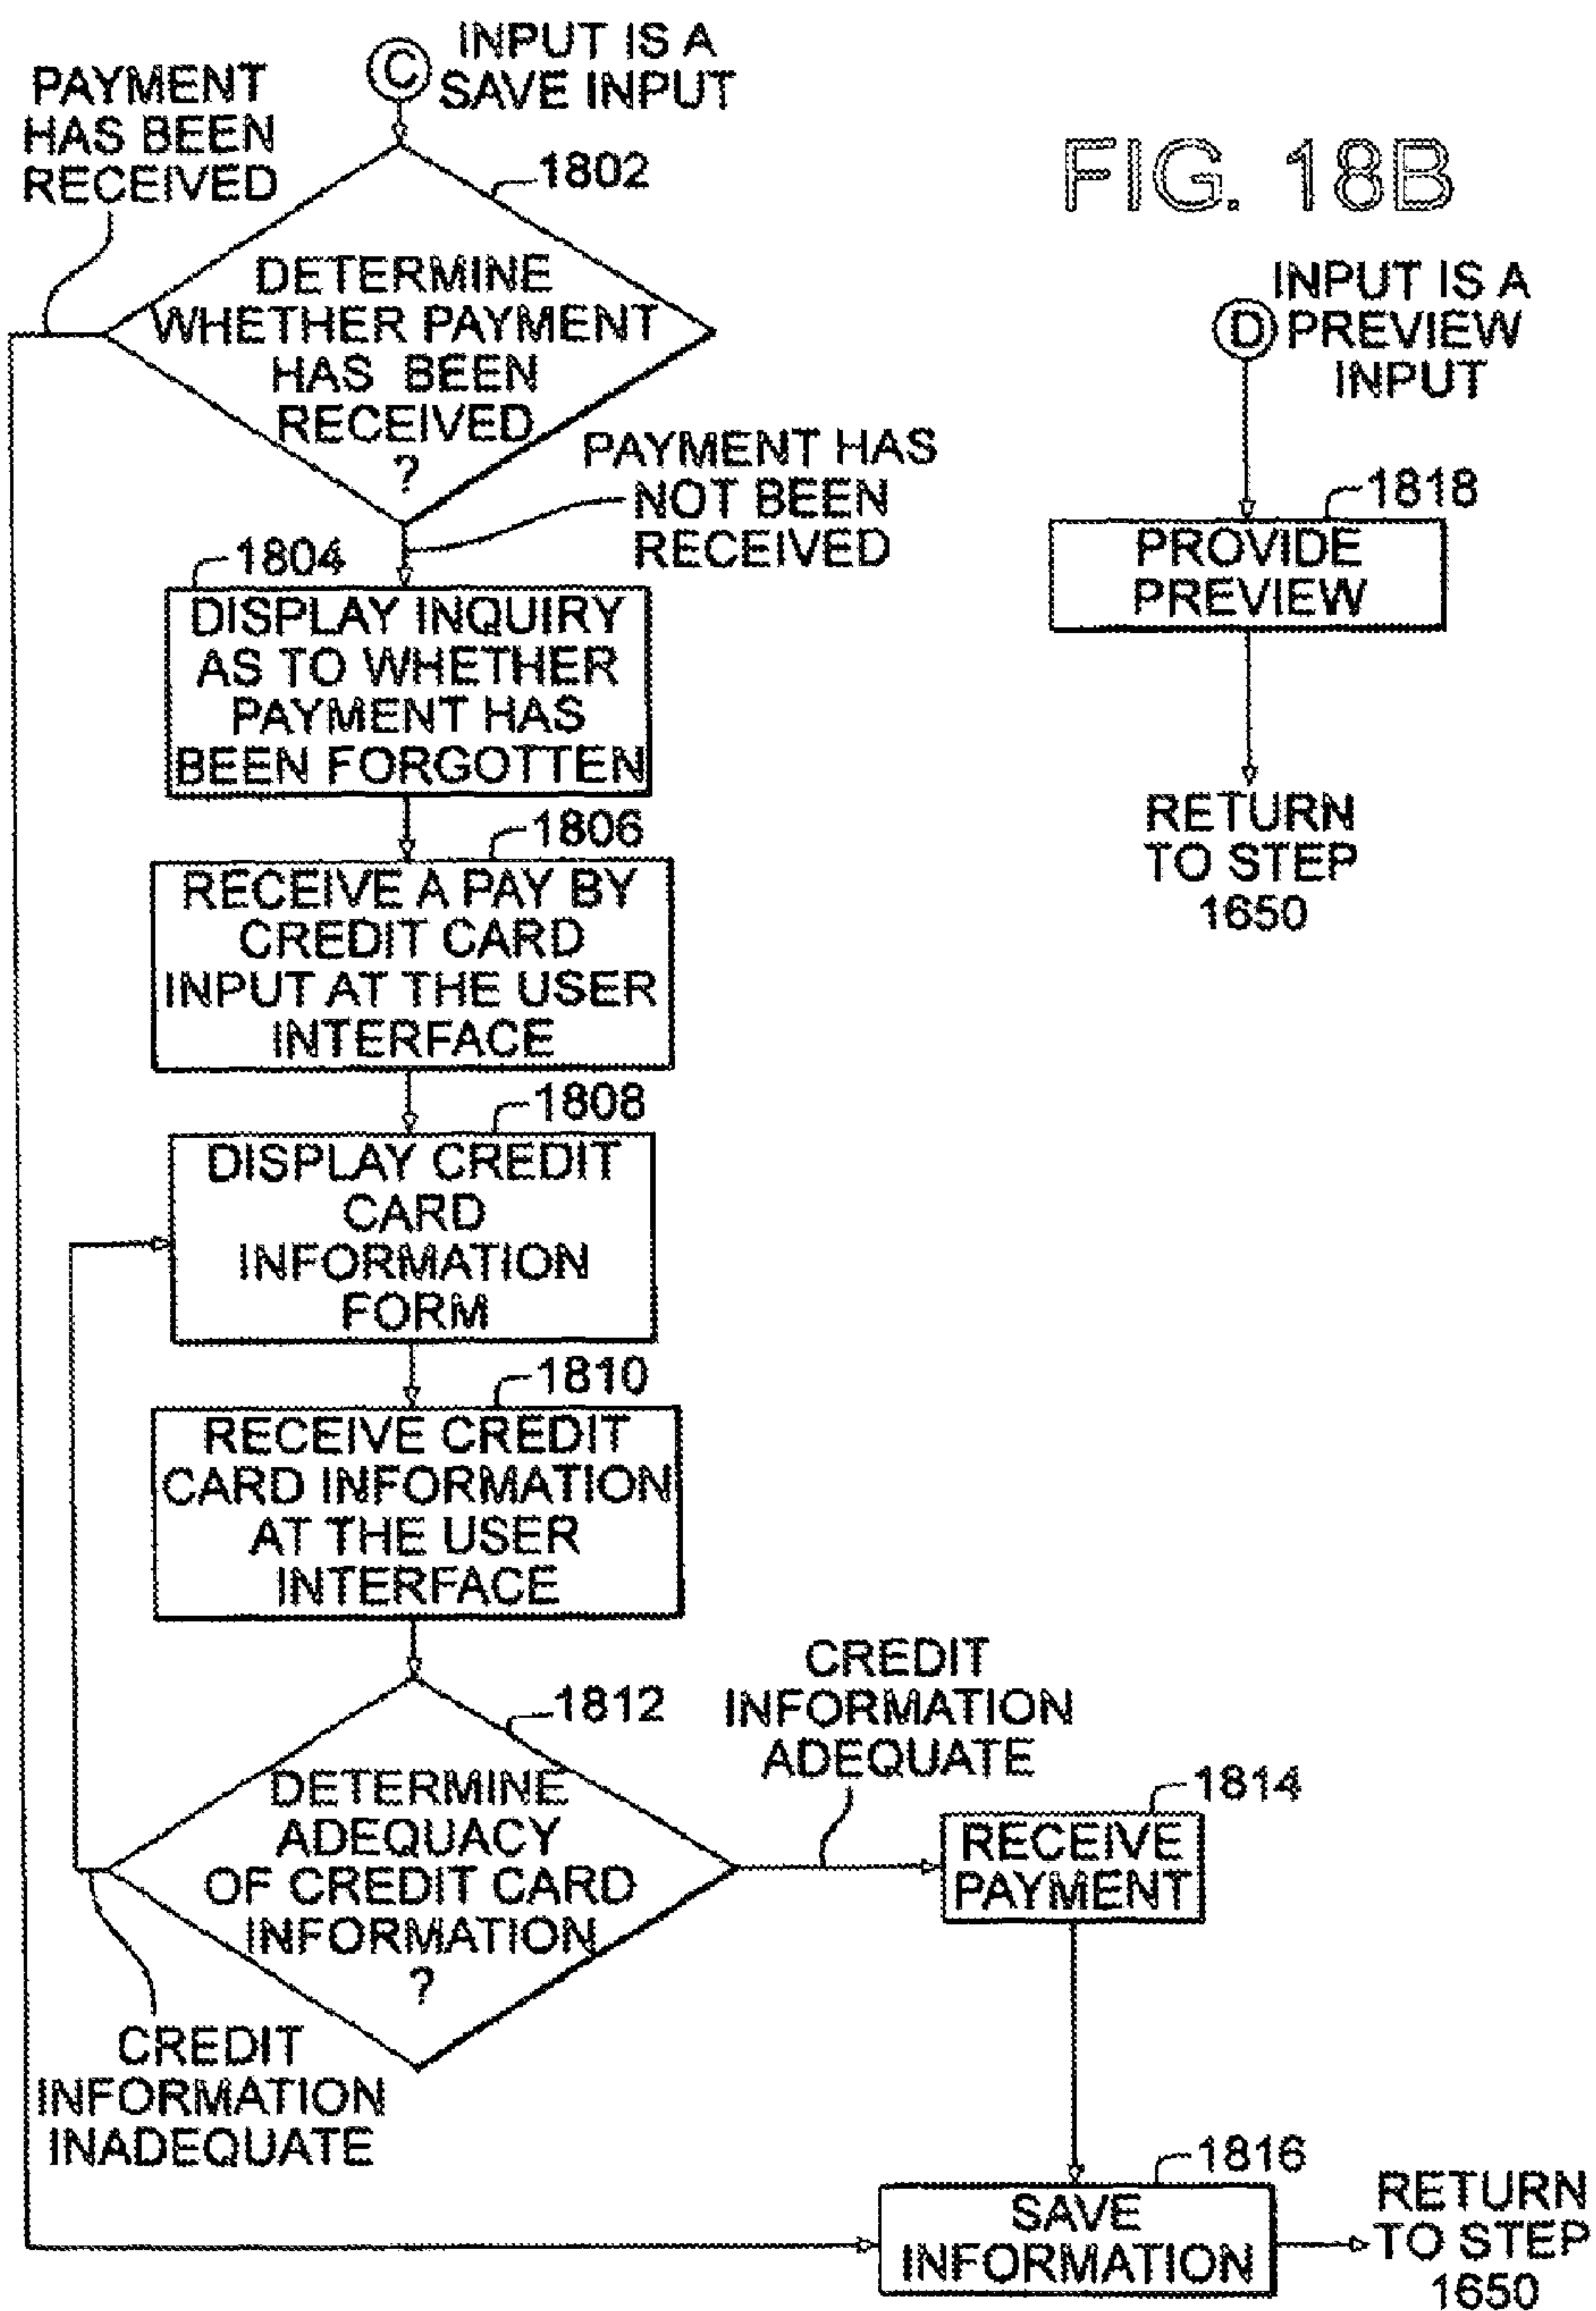 C
INPUT IS A
SAVE INPUT
PAYMENT
HAS BEEN
RECEIVED
1802
FIG. 18B
DETERMINE
WHETHER PAYMENT
HAS BEEN
RECEIVED
?
INPUT IS A
D PREVIEW
INPUT
PAYMENT HAS
NOT BEEN
RECEIVED
1818
PROVIDE
PREVIEW
RETURN
TO STEP
1650
1804
DISPLAY INQUIRY
AS TO WHETHER
PAYMENT HAS
BEEN FORGOTTEN
1806
RECEIVE A PAY BY
CREDIT CARD
INPUT AT THE USER
INTERFACE
1808
DISPLAY CREDIT
CARD
INFORMATION
FORM
1810
RECEIVE CREDIT
CARD INFORMATION
AT THE USER
INTERFACE
1812
DETERMINE
ADEQUACY
OF CREDIT CARD
INFORMATION
?
CREDIT
INFORMATION
ADEQUATE
1814
RECEIVE
PAYMENT
CREDIT
INFORMATION
INADEQUATE
1816
SAVE
INFORMATION
RETURN
TO STEP
1650